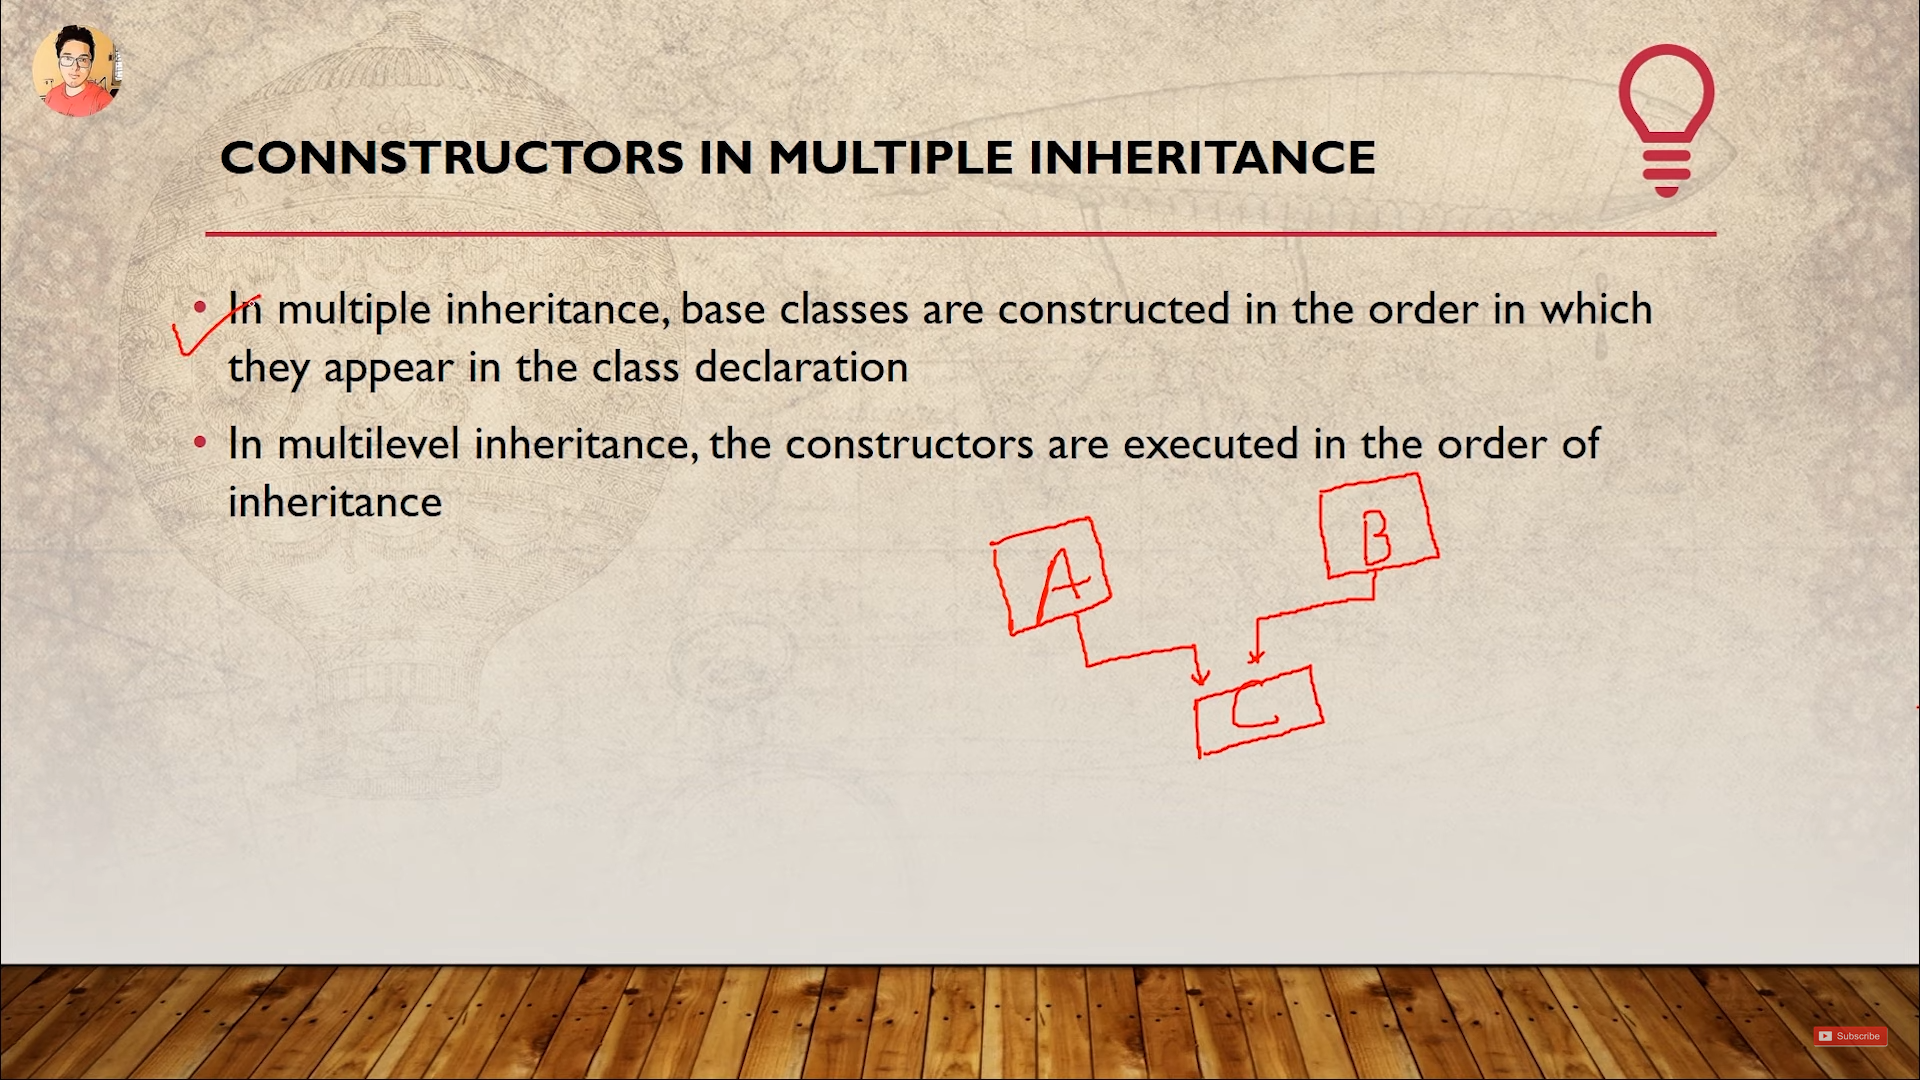 CONNSTRUCTORS IN MULTIPLE INHERITANCE
• In multiple inheritance, base classes are constructed in the order in which
they appear in the class declaration
• In multilevel inheritance, the constructors are executed in the order of
inheritance
A
B
C
Subscribe